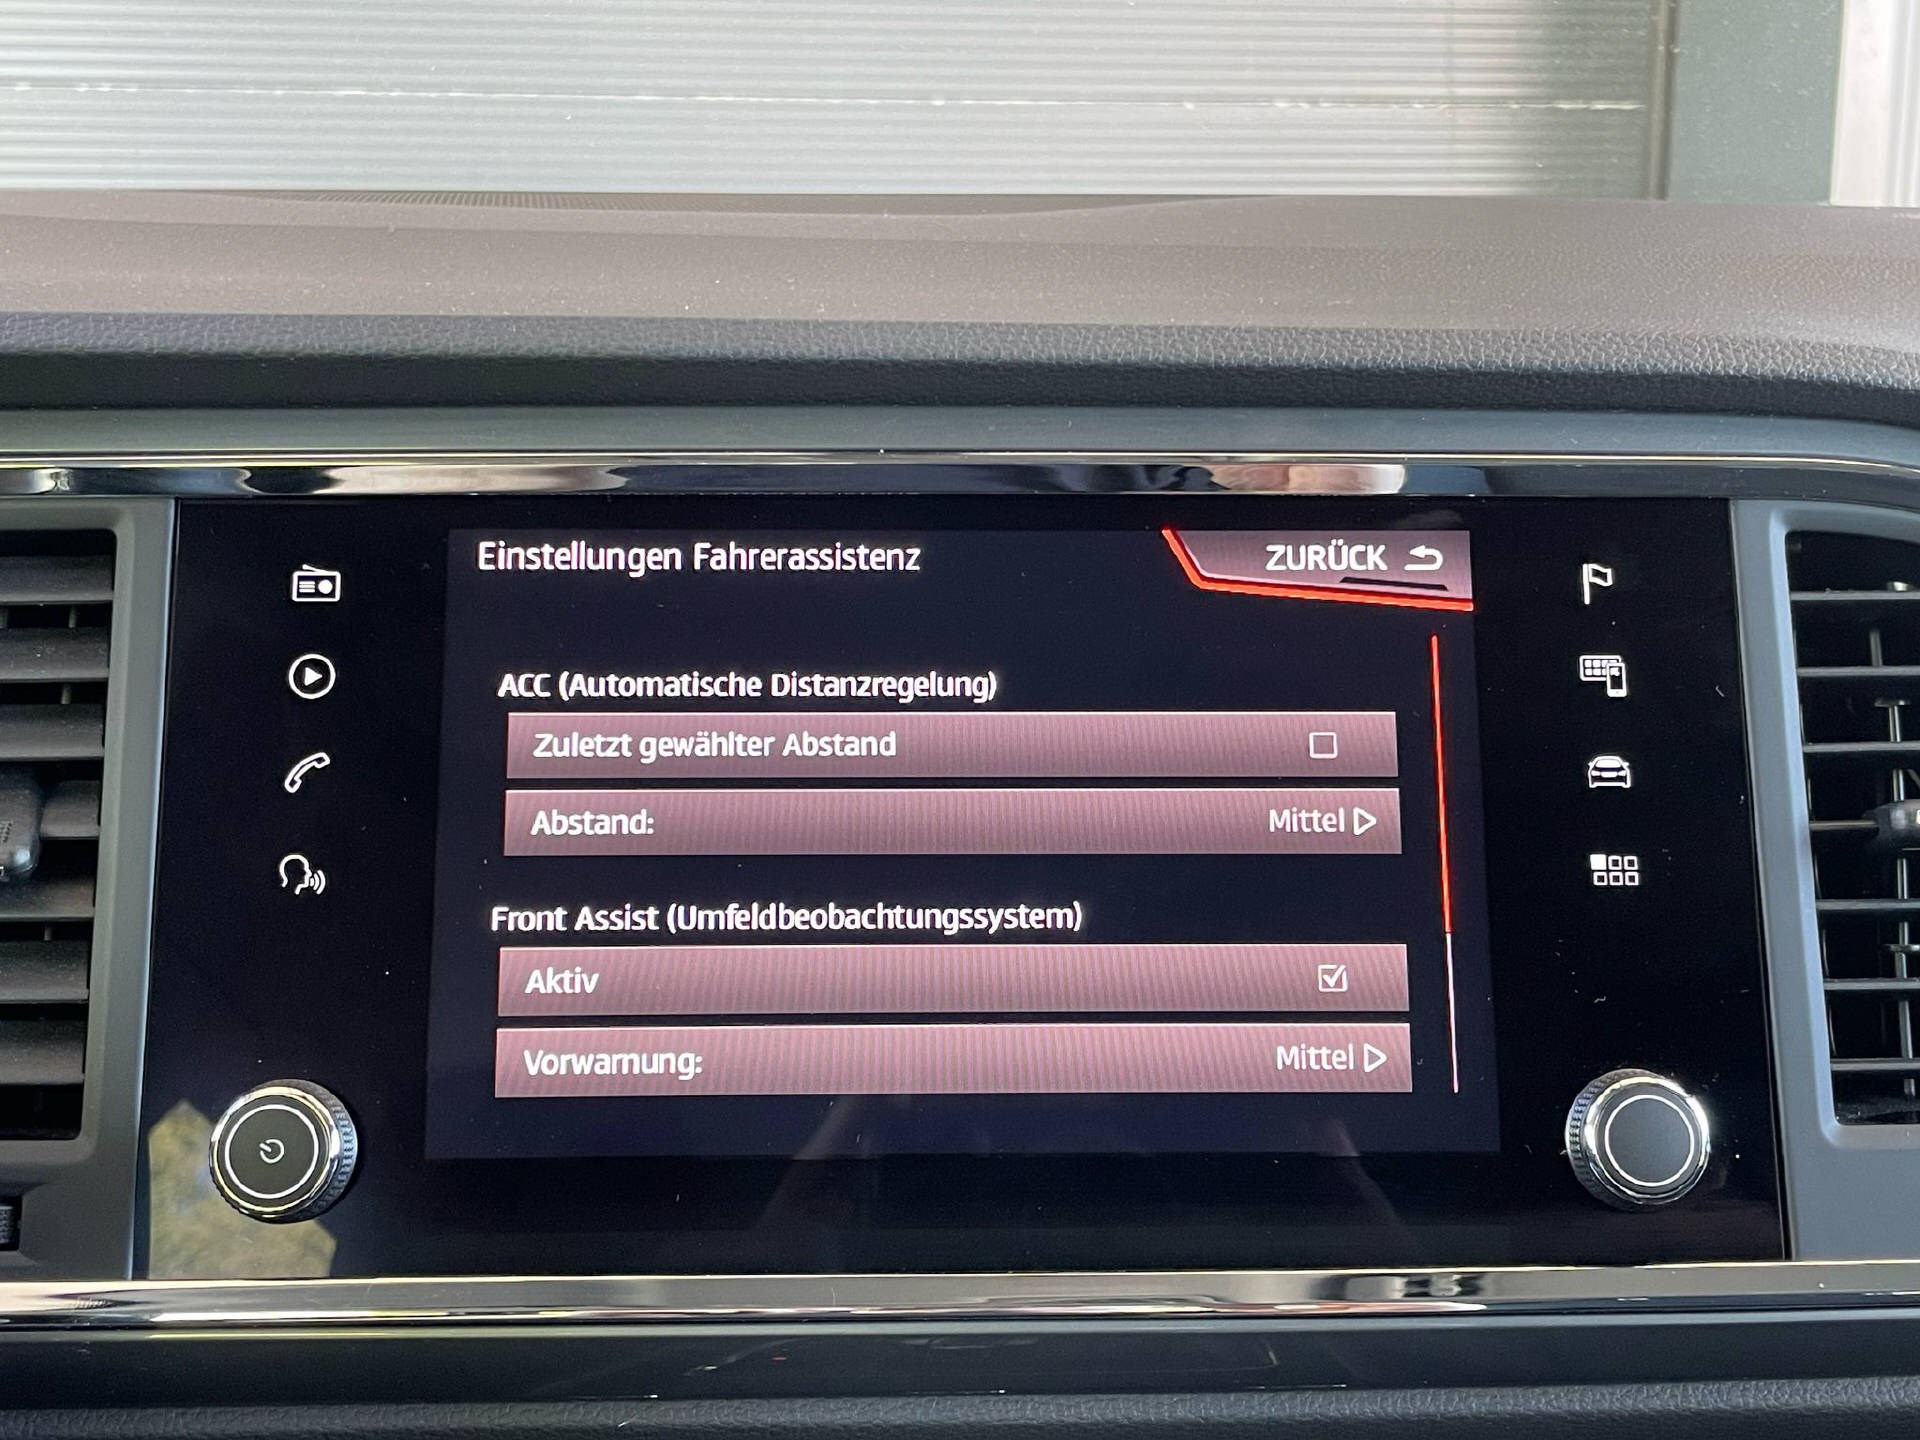 Einstellungen Fahrerassistenz
ZURÜCK
ACC (Automatische Distanzregelung)
Zuletzt gewählter Abstand
Abstand: Mittel
Front Assist (Umfeldbeobachtungssystem)
Aktiv
Vorwarnung: Mittel